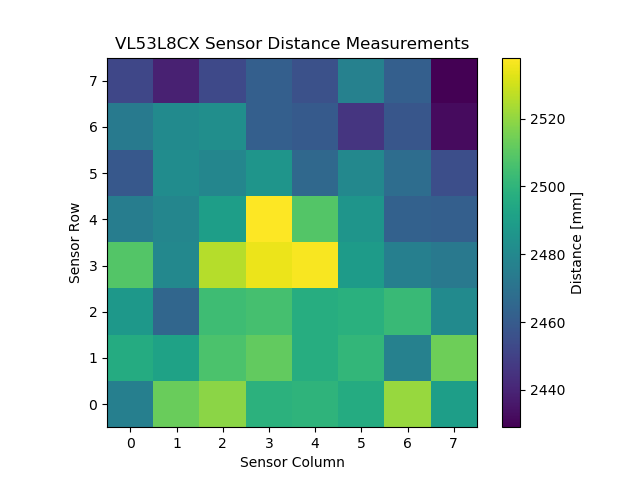 VL53L8CX Sensor Distance Measurements
7
6
5
4
3
2
1
0
Sensor Row
0 1 2 3 4 5 6 7
Sensor Column
2520
2500
2480
2460
2440
Distance [mm]